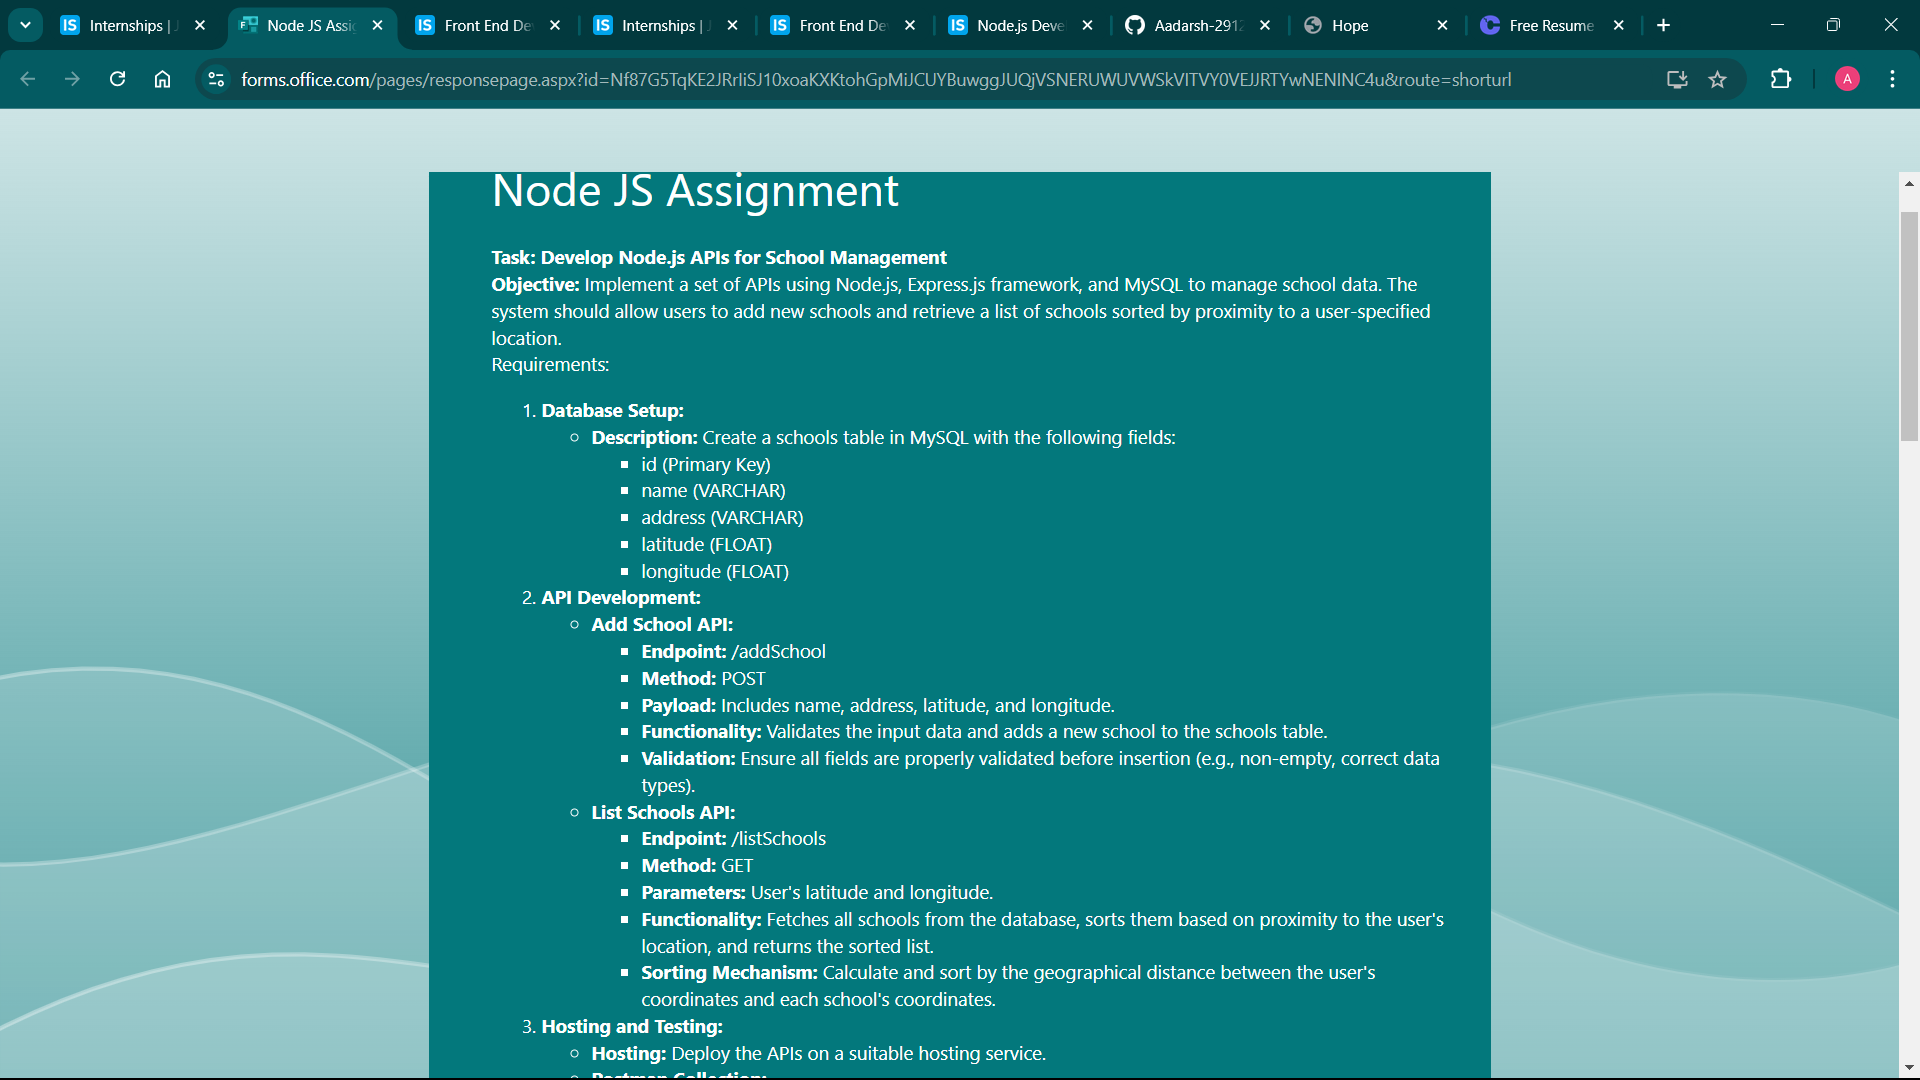 Internships | J
Node JS Assig
Front End De
Internships | J
Front End De
Node.js Deve
Aadarsh-2912
Hope
Free Resume
forms.office.com/pages/responsepage.aspx?id=Nf87G5TqKE2JRrIiSJ10xoaKXKtohGpMiJCUYBuwggJUQjVSNERUWUVWSkVITVY0VEJJRTYwNENINC4u&route=shorturl
A
Node JS Assignment
Task: Develop Node.js APIs for School Management
Objective: Implement a set of APIs using Node.js, Express.js framework, and MySQL to manage school data. The
system should allow users to add new schools and retrieve a list of schools sorted by proximity to a user-specified
location.
Requirements:
1. Database Setup:
Description: Create a schools table in MySQL with the following fields:
id (Primary Key)
name (VARCHAR)
address (VARCHAR)
latitude (FLOAT)
longitude (FLOAT)
2. API Development:
Add School API:
Endpoint: /addSchool
Method: POST
Payload: Includes name, address, latitude, and longitude.
Functionality: Validates the input data and adds a new school to the schools table.
Validation: Ensure all fields are properly validated before insertion (e.g., non-empty, correct data
types).
List Schools API:
Endpoint: /listSchools
Method: GET
Parameters: User's latitude and longitude.
Functionality: Fetches all schools from the database, sorts them based on proximity to the user's
location, and returns the sorted list.
Sorting Mechanism: Calculate and sort by the geographical distance between the user's
coordinates and each school's coordinates.
3. Hosting and Testing:
Hosting: Deploy the APIs on a suitable hosting service.
Postman Collection: